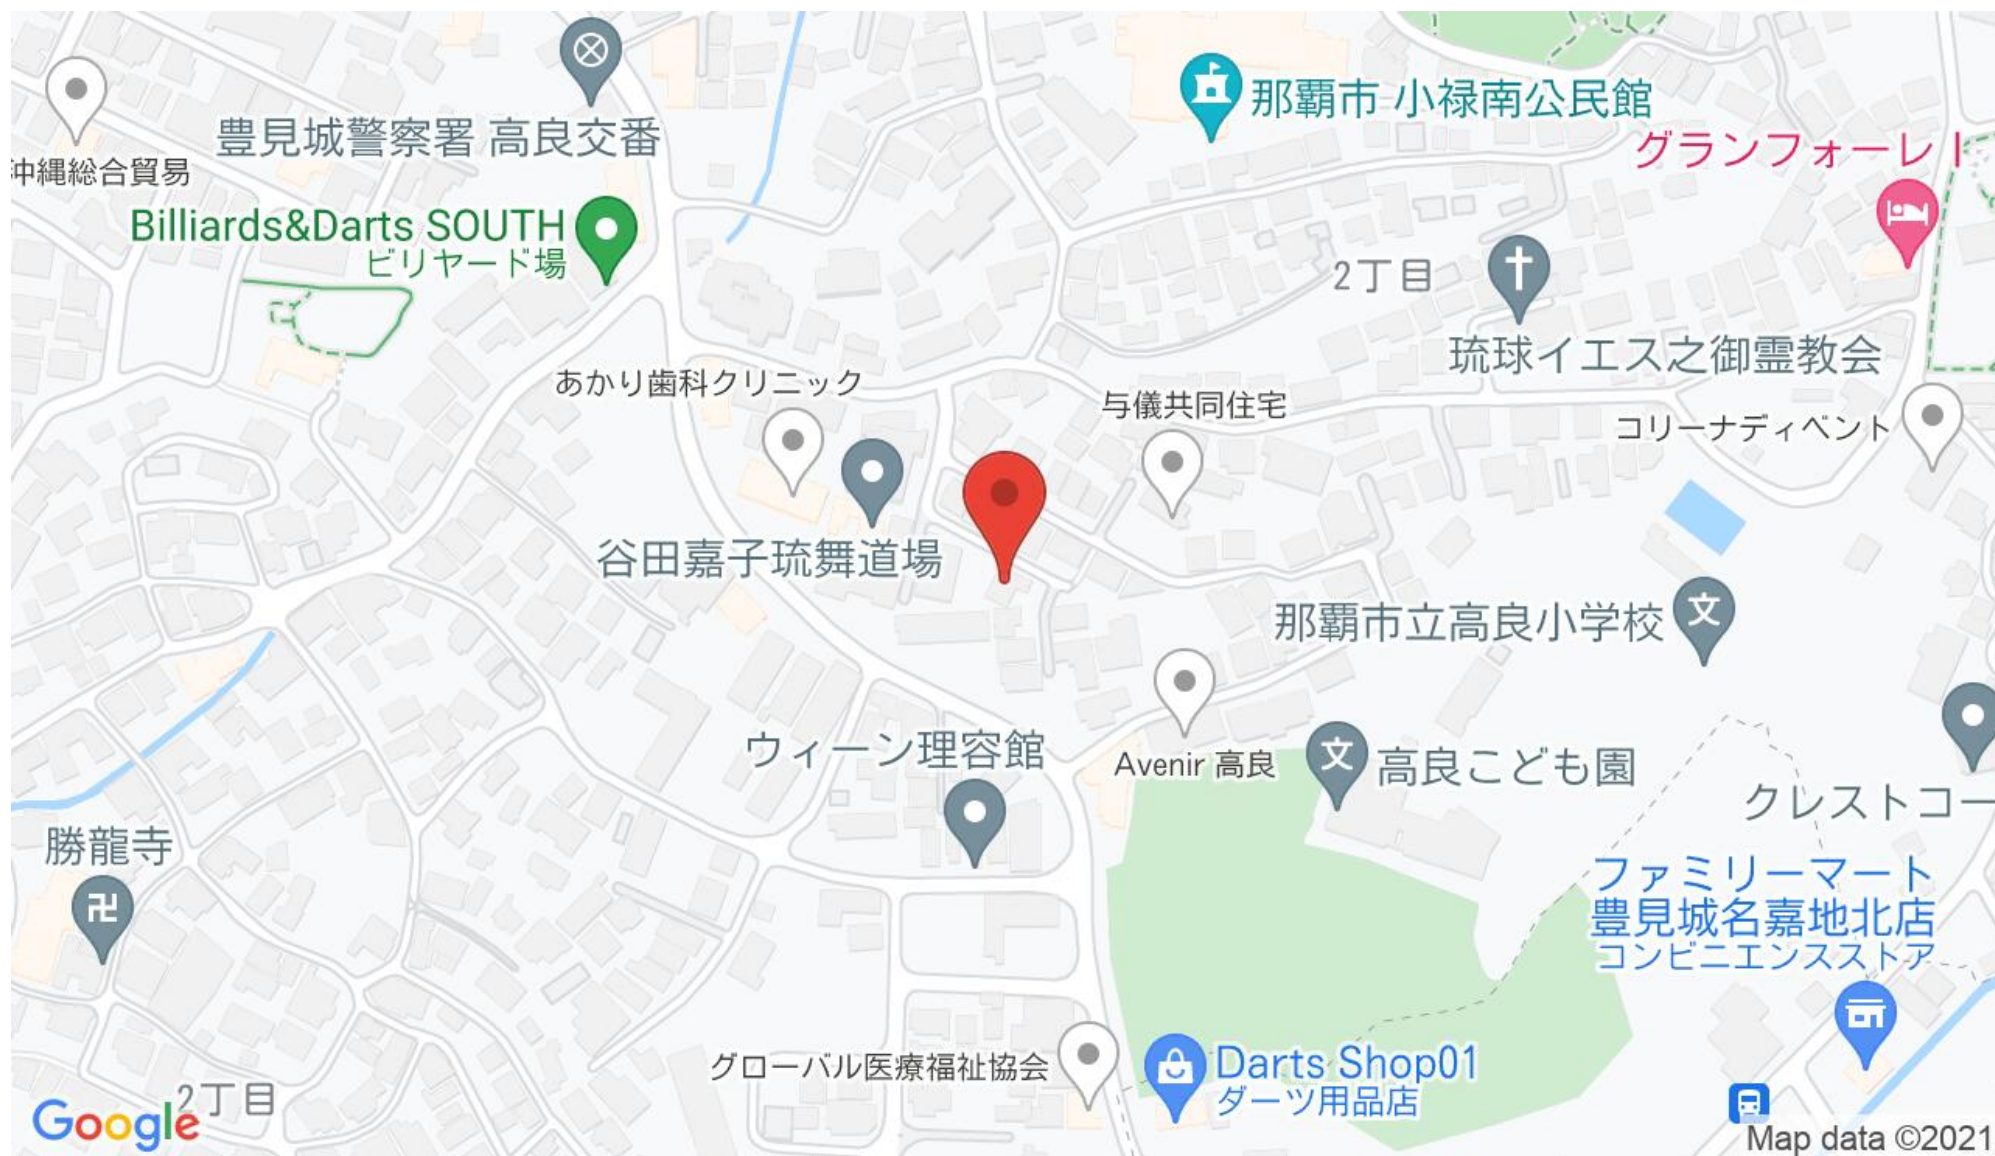 豊見城警察署 高良交番
那覇市 小禄南公民館
沖縄総合貿易
グランフォーレ
Billiards&Darts SOUTH
ビリヤード場
2丁目
琉球イエス之御霊教会
あかり歯科クリニック
与儀共同住宅
コリーナディベント
谷田嘉子琉舞道場
那覇市立高良小学校
文
ウィーン理容館
Avenir 高良
文
高良こども園
クレストコー
勝龍寺
卍
ファミリーマート
豊見城名嘉地北店
コンビニエンスストア
グローバル医療福祉協会
Darts Shop01
ダーツ用品店
2丁目
Google
Map data ©2021